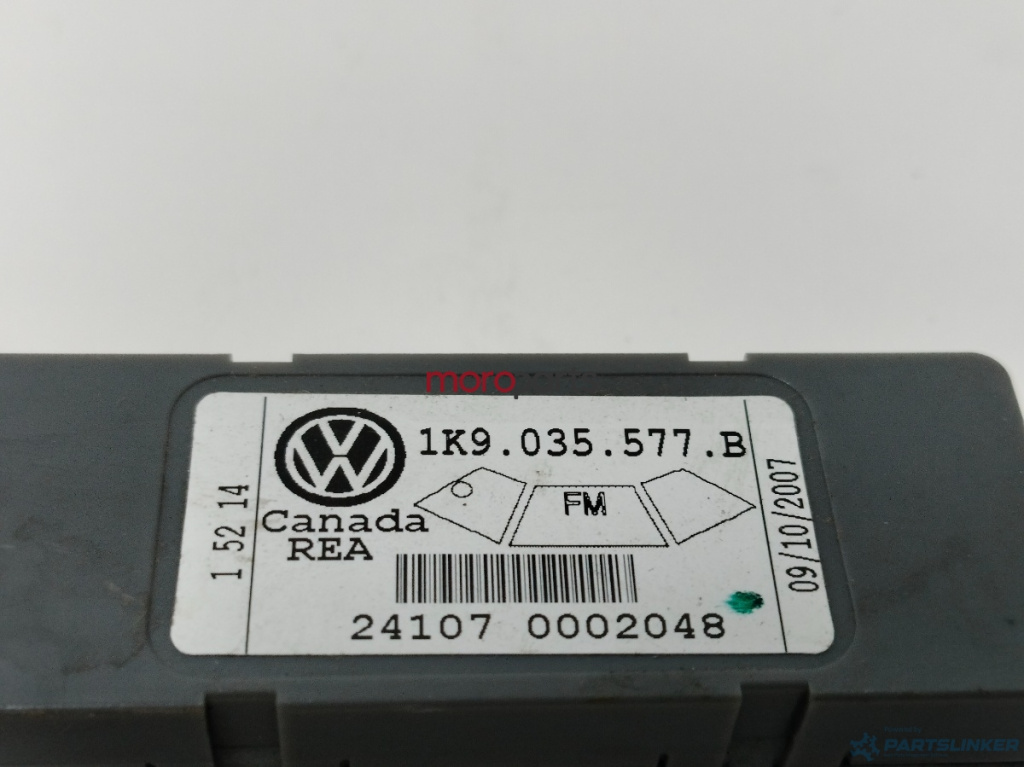 moro
1K9.035.577.B
FM
Canada
REA
24107 0002048
1 52 14
09/10/2007
PARTSLINKER